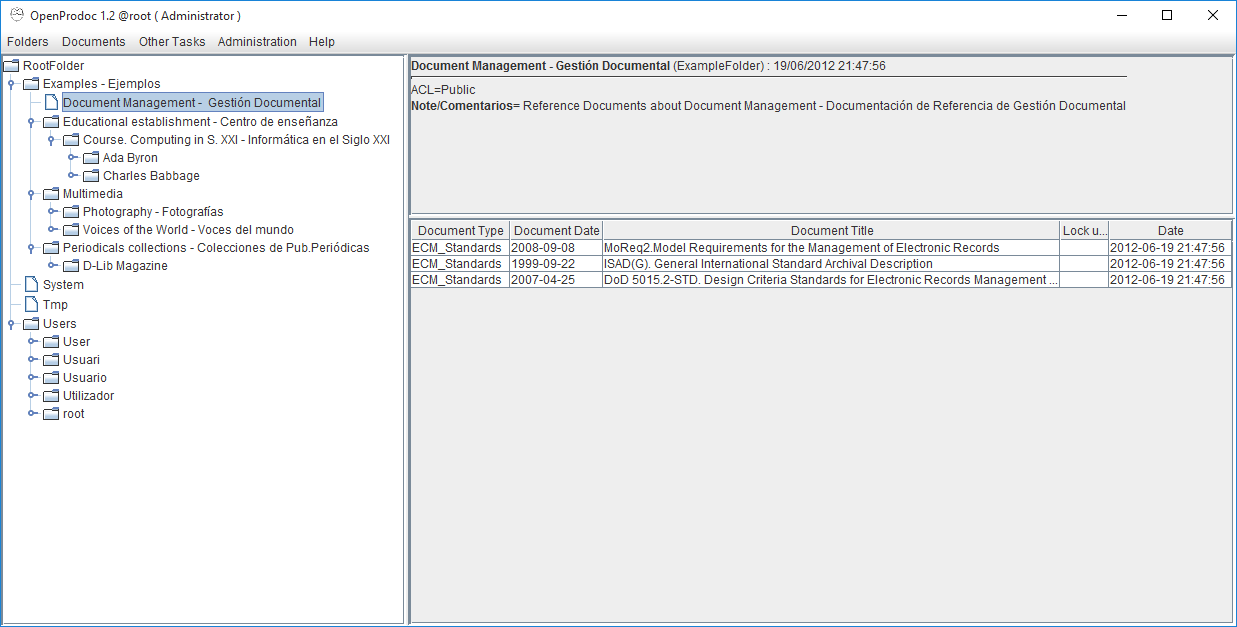 OpenProdoc 1.2 @root ( Administrator )
Folders Documents Other Tasks Administration Help
RootFolder
Examples - Ejemplos
Document Management - Gestión Documental
Educational establishment - Centro de enseñanza
Course. Computing in S. XXI - Informática en el Siglo XXI
Ada Byron
Charles Babbage
Multimedia
Photography - Fotografías
Voices of the World - Voces del mundo
Periodicals collections - Colecciones de Pub.Periódicas
D-Lib Magazine
System
Tmp
Users
User
Usuari
Usuario
Utilizador
root
Document Management - Gestión Documental (ExampleFolder) : 19/06/2012 21:47:56
ACL=Public
Note/Comentarios= Reference Documents about Document Management - Documentación de Referencia de Gestión Documental
Document Type Document Date Document Title Lock u... Date
ECM_Standards 2008-09-08 MoReq2.Model Requirements for the Management of Electronic Records 2012-06-19 21:47:56
ECM_Standards 1999-09-22 ISAD(G). General International Standard Archival Description 2012-06-19 21:47:56
ECM_Standards 2007-04-25 DoD 5015.2-STD. Design Criteria Standards for Electronic Records Management ... 2012-06-19 21:47:56